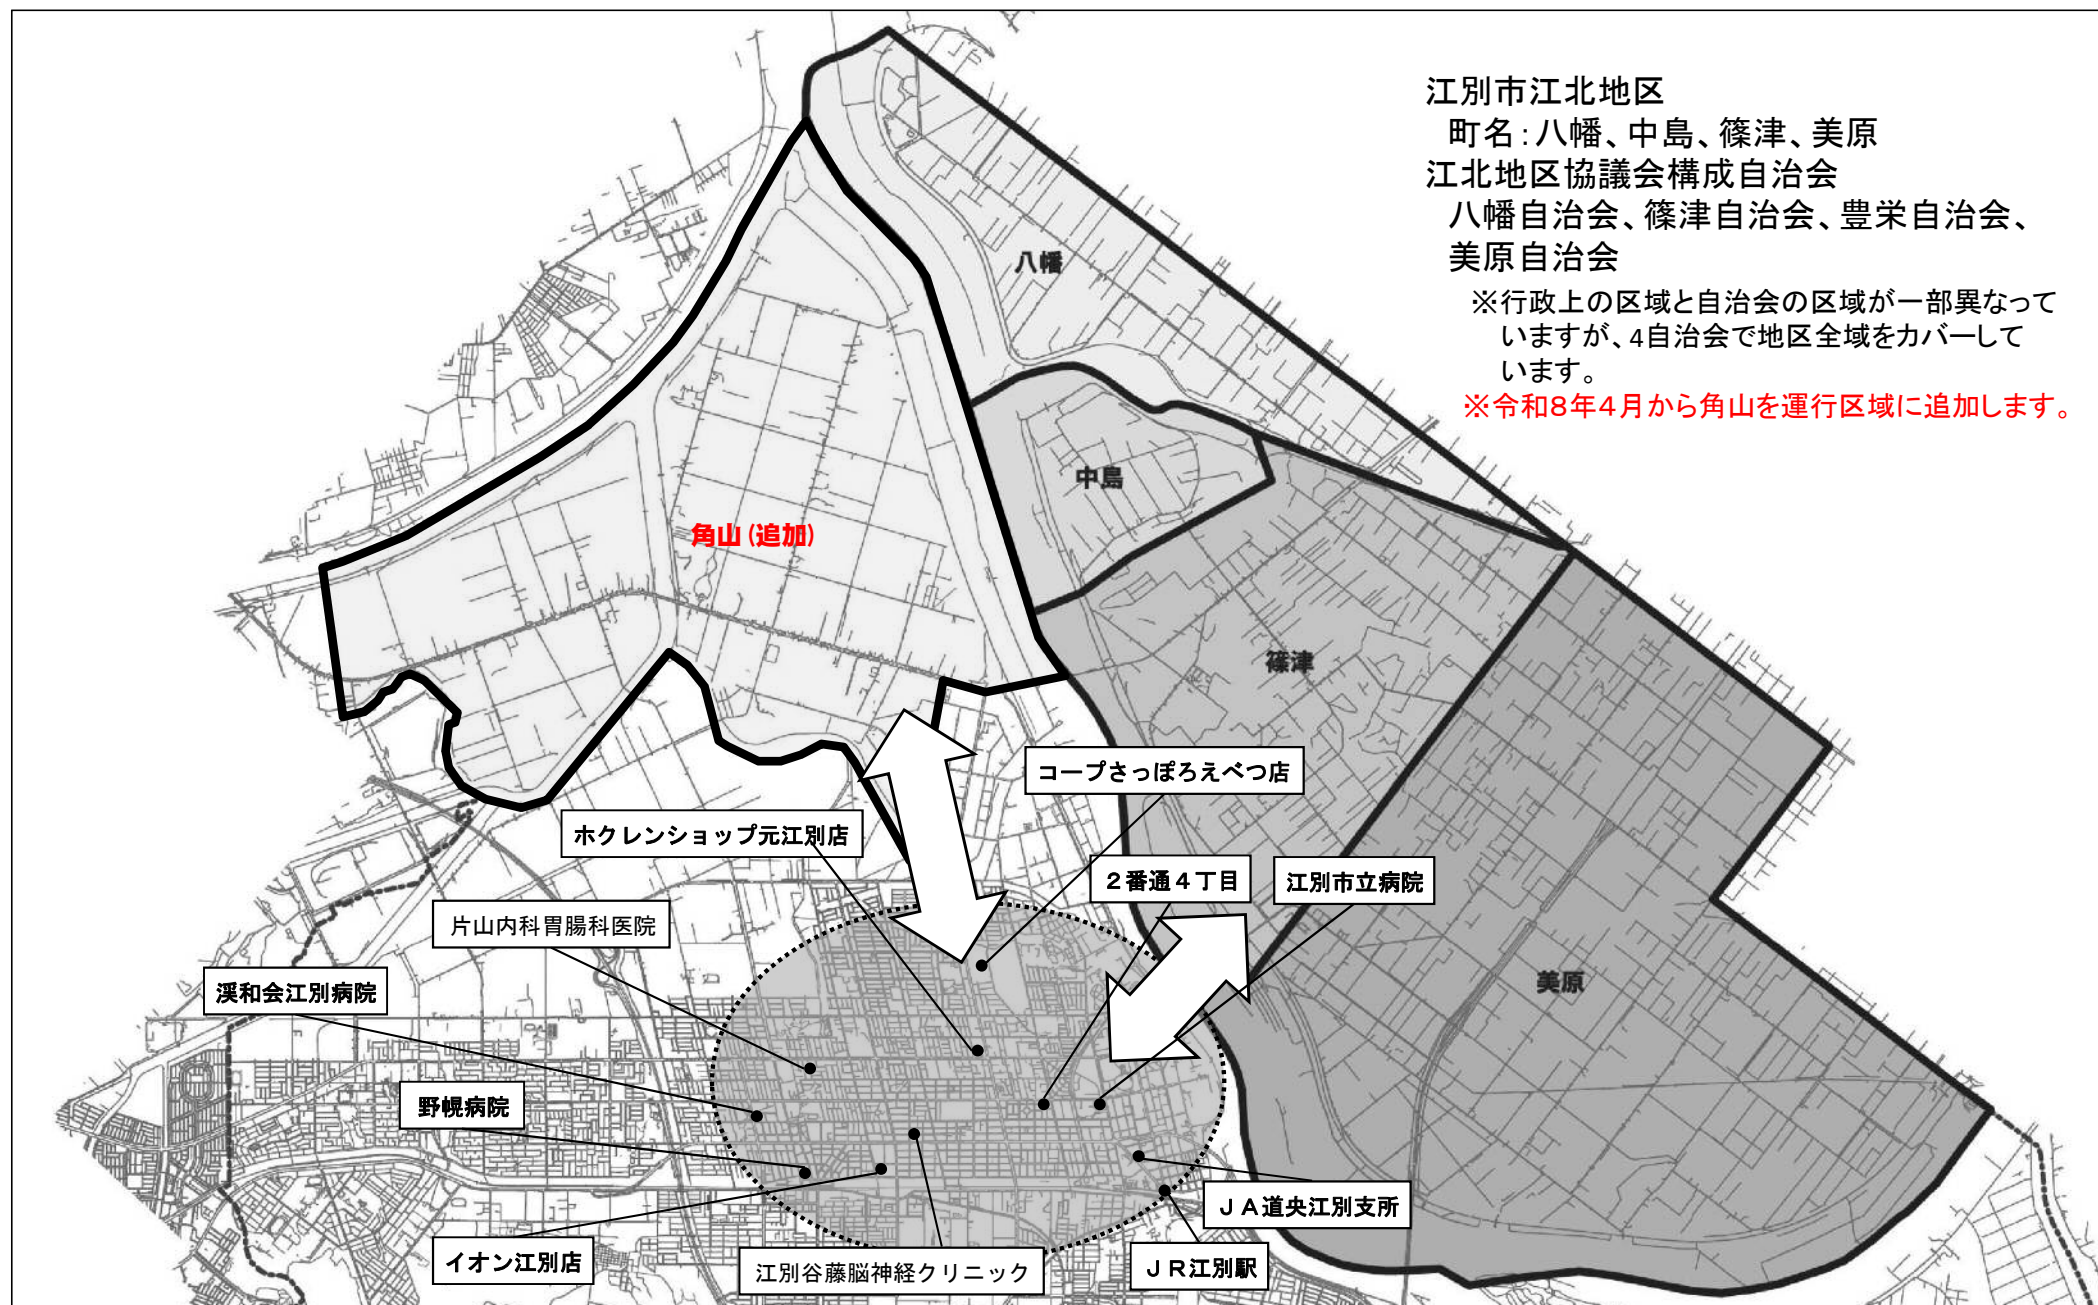 江別市江北地区
町名：八幡、中島、篠津、美原
江北地区協議会構成自治会
八幡自治会、篠津自治会、豊栄自治会、
美原自治会
※行政上の区域と自治会の区域が一部異なって
いますが、4自治会で地区全域をカバーして
います。
※令和8年4月から角山を運行区域に追加します。
八幡
中島
角山（追加）
篠津
コープさっぽろえべつ店
ホクレンショップ元江別店
２番通４丁目
江別市立病院
片山内科胃腸科医院
渓和会江別病院
美原
野幌病院
ＪＡ道央江別支所
イオン江別店
江別谷藤脳神経クリニック
ＪＲ江別駅